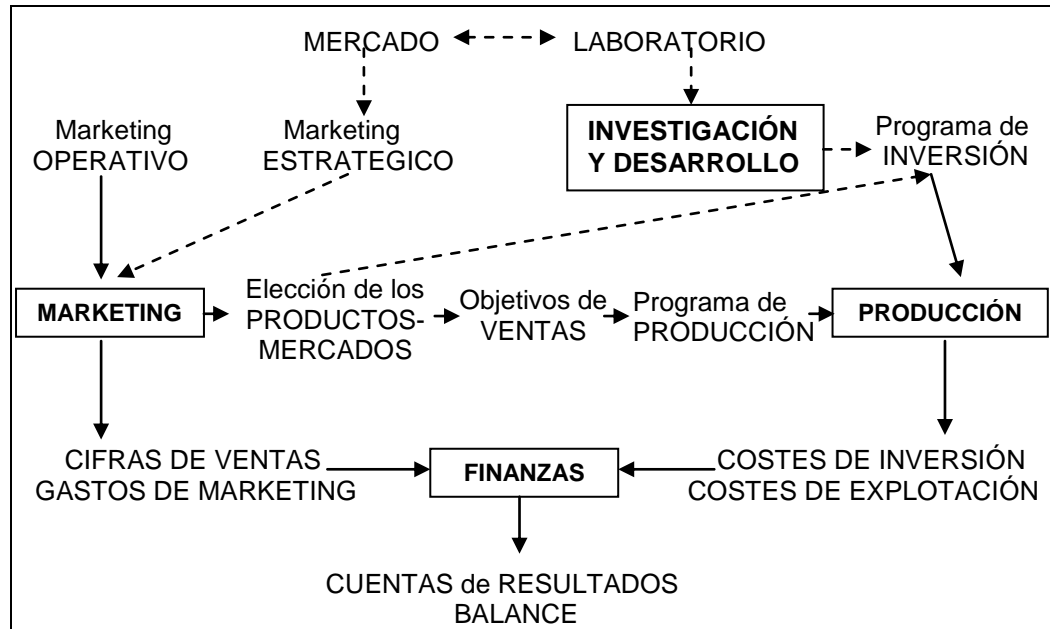 MERCADO LABORATORIO
Marketing
OPERATIVO
Marketing
ESTRATEGICO
INVESTIGACIÓN
Y DESARROLLO
Programa de
INVERSIÓN
MARKETING
Elección de los
PRODUCTOS-
MERCADOS
Objetivos de
VENTAS
Programa de
PRODUCCIÓN
PRODUCCIÓN
CIFRAS DE VENTAS
GASTOS DE MARKETING
FINANZAS
COSTES DE INVERSIÓN
COSTES DE EXPLOTACIÓN
CUENTAS de RESULTADOS
BALANCE